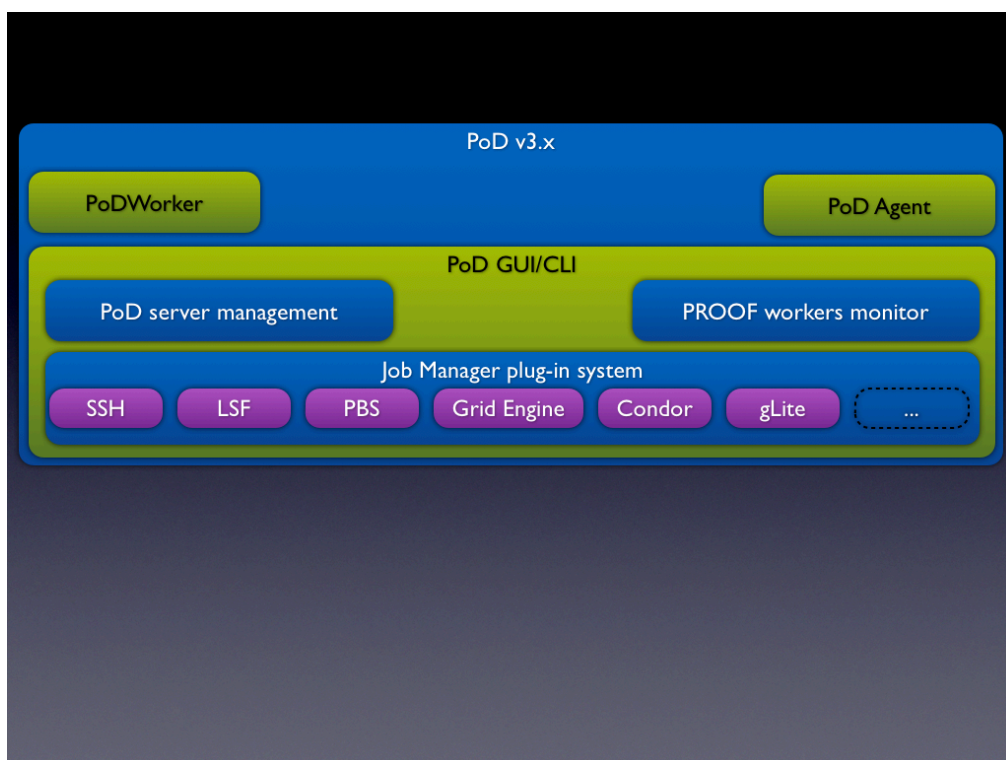 PoD v3.x
PoDWorker
PoD Agent
PoD GUI/CLI
PoD server management
PROOF workers monitor
Job Manager plug-in system
SSH
LSF
PBS
Grid Engine
Condor
gLite
...